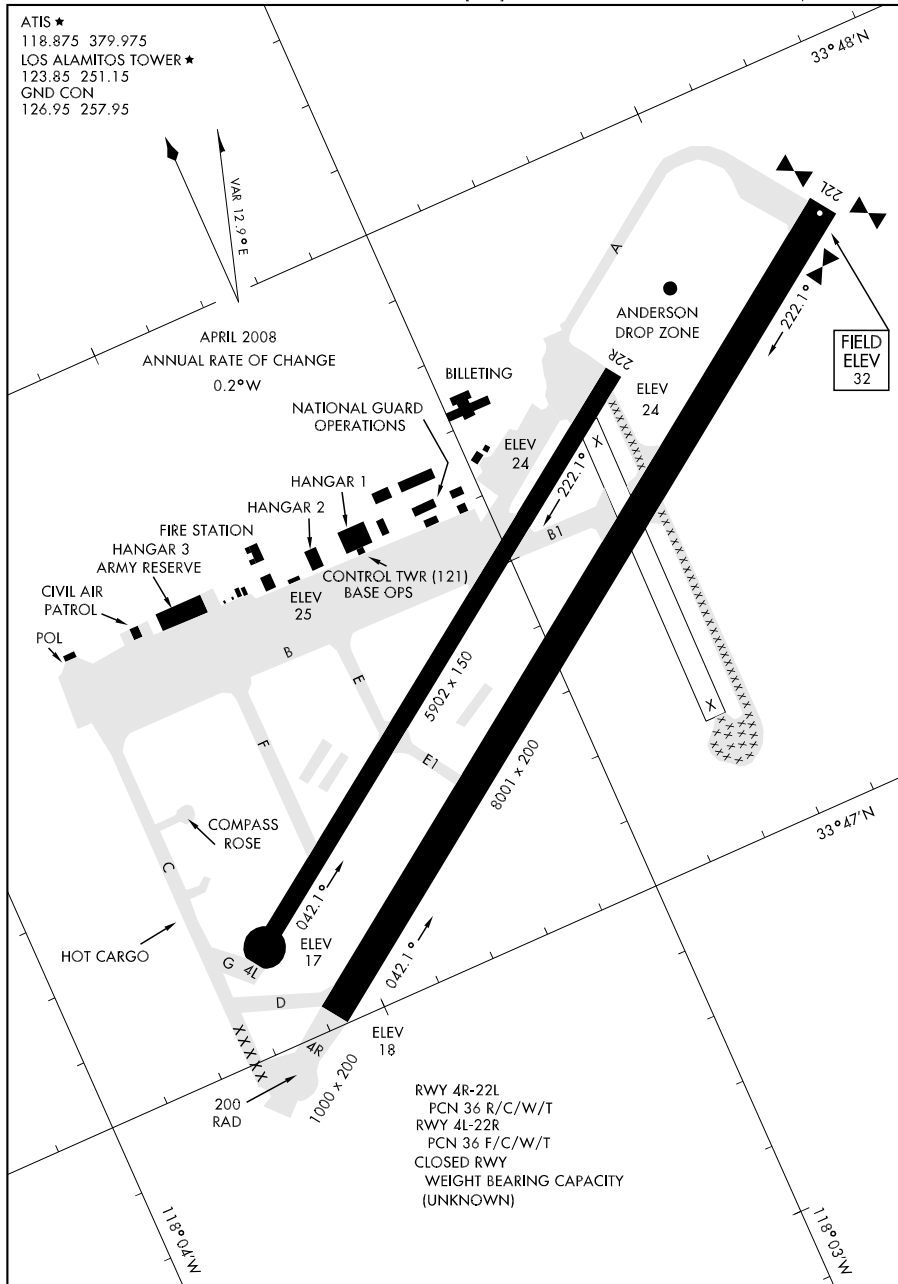 ATIS ★
118.875 379.975
LOS ALAMITOS TOWER ★
123.85 251.15
GND CON
126.95 257.95
33°48'N
VAR 12.9°E
22L
A
ANDERSON
DROP ZONE
222.1°
APRIL 2008
ANNUAL RATE OF CHANGE
0.2°W
FIELD
ELEV
32
22R
BILLETING
ELEV
24
NATIONAL GUARD
OPERATIONS
ELEV
24
X
222.1°
HANGAR 1
HANGAR 2
B1
FIRE STATION
HANGAR 3
ARMY RESERVE
CONTROL TWR (121)
BASE OPS
ELEV
25
CIVIL AIR
PATROL
POL
B
E
5902 x 150
X
F
E1
8001 x 200
33°47'N
COMPASS
ROSE
C
042.1°
HOT CARGO
ELEV
17
G
4L
042.1°
D
XXXXX
4R
ELEV
18
1000 x 200
200
RAD
RWY 4R-22L
PCN 36 R/C/W/T
RWY 4L-22R
PCN 36 F/C/W/T
CLOSED RWY
WEIGHT BEARING CAPACITY
(UNKNOWN)
118°04'W
118°03'W